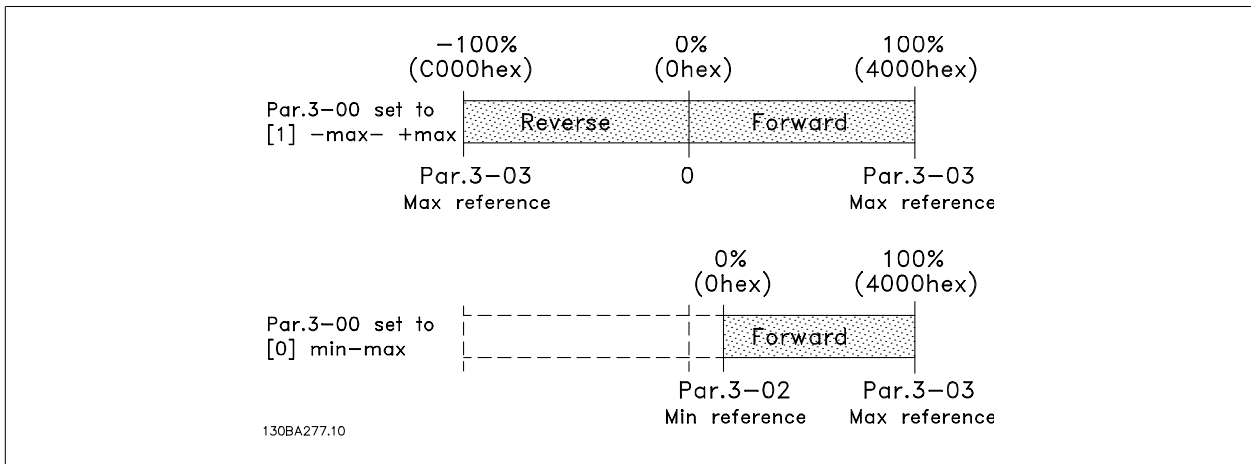 -100% 0% 100%
(C000hex) (0hex) (4000hex)
Par.3-00 set to
[1] -max- +max
Reverse Forward
Par.3-03 0 Par.3-03
Max reference Max reference
0% 100%
(0hex) (4000hex)
Par.3-00 set to
[0] min-max
Forward
Par.3-02 Par.3-03
Min reference Max reference
130BA277.10